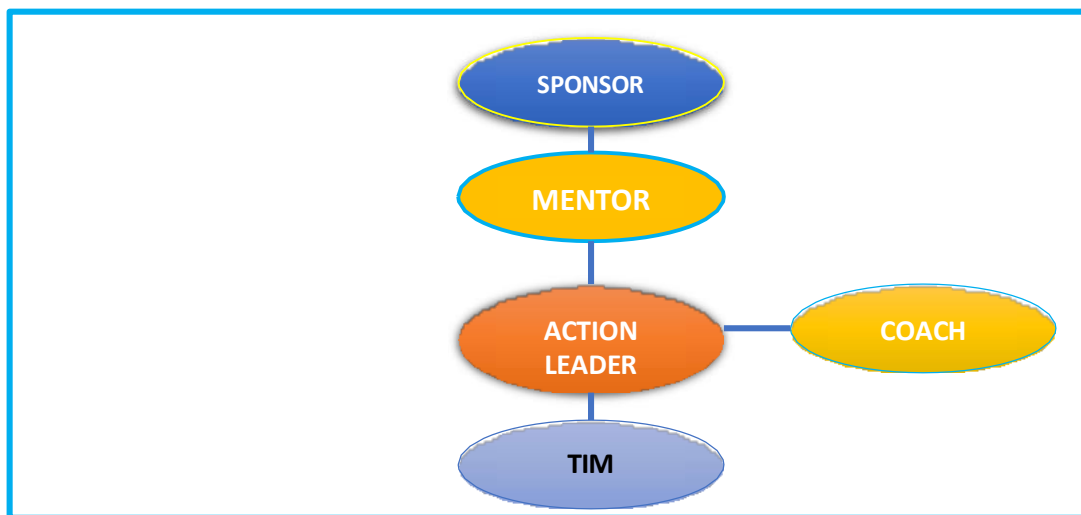 SPONSOR
MENTOR
ACTION
LEADER
COACH
TIM